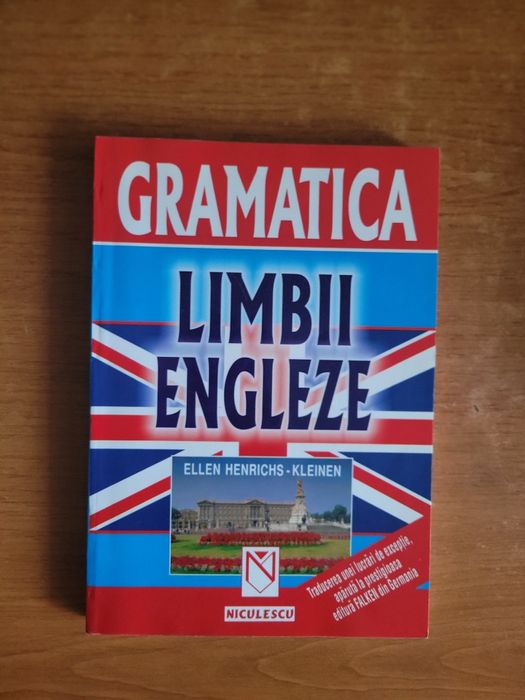 GRAMATICA
LIMBII
ENGLEZE
ELLEN HENRICHS-KLEINEN
Traducerea unei lucrări de excepție,
apărută la prestigioasa
editură FALKEN din Germania
N
NICULESCU